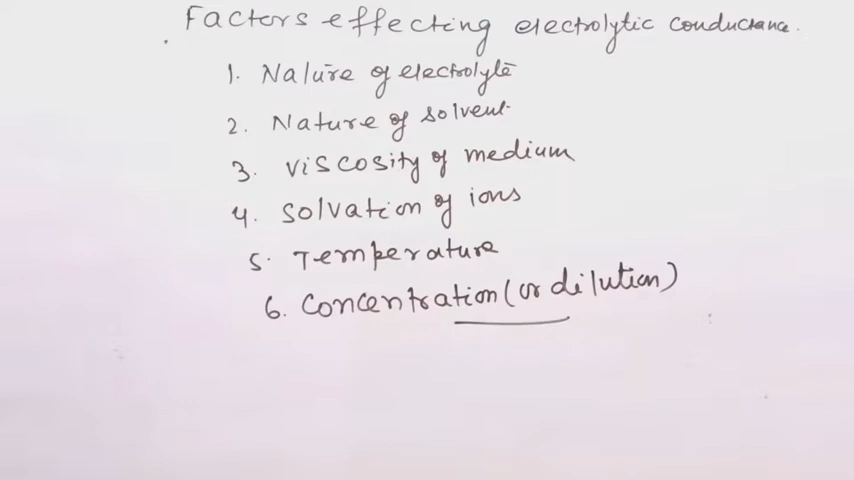 Factors effecting electrolytic conductance.
1. Nature of electrolyte
2. Nature of solvent
3. Viscosity of medium
4. Solvation of ions
5. Temperature
6. Concentration (or dilution)